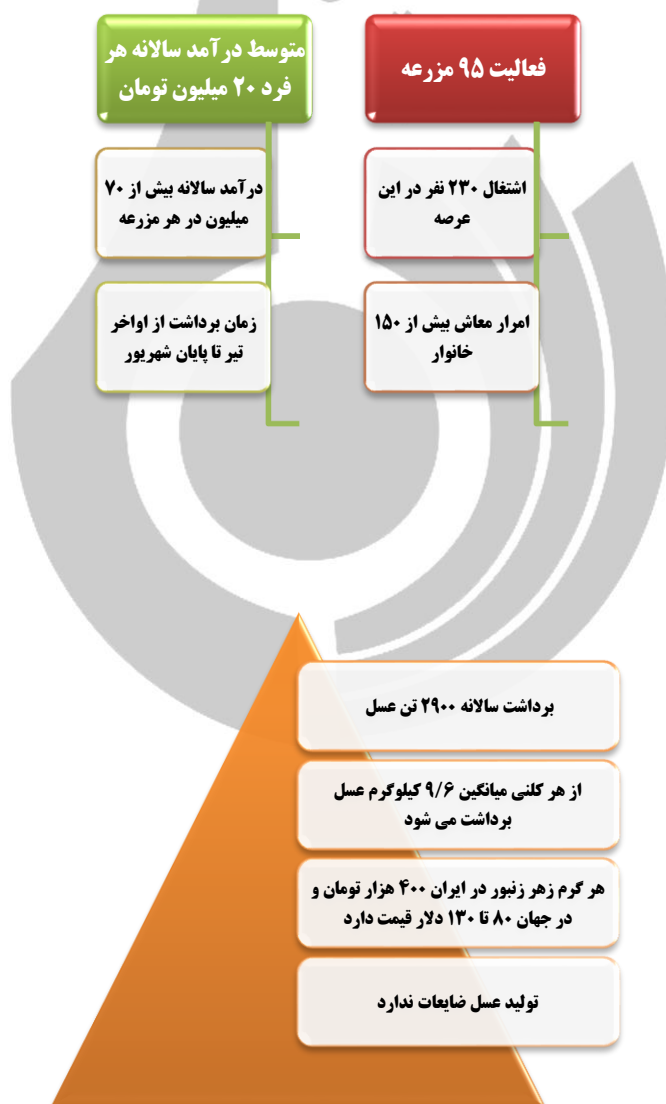 فعالیت ۹۵ مزرعه
اشتغال ۲۳۰ نفر در این
عرصه
امرار معاش بیش از ۱۵۰
خانوار
متوسط درآمد سالانه هر
فرد ۲۰ میلیون تومان
درآمد سالانه بیش از ۷۰
میلیون در هر مزرعه
زمان برداشت از اواخر
تیر تا پایان شهریور
برداشت سالانه ۲۹۰۰ تن عسل
از هر کلنی میانگین ۹/۶ کیلوگرم عسل
برداشت می شود
هر گرم زهر زنبور در ایران ۴۰۰ هزار تومان و
در جهان ۸۰ تا ۱۳۰ دلار قیمت دارد
تولید عسل ضایعات ندارد